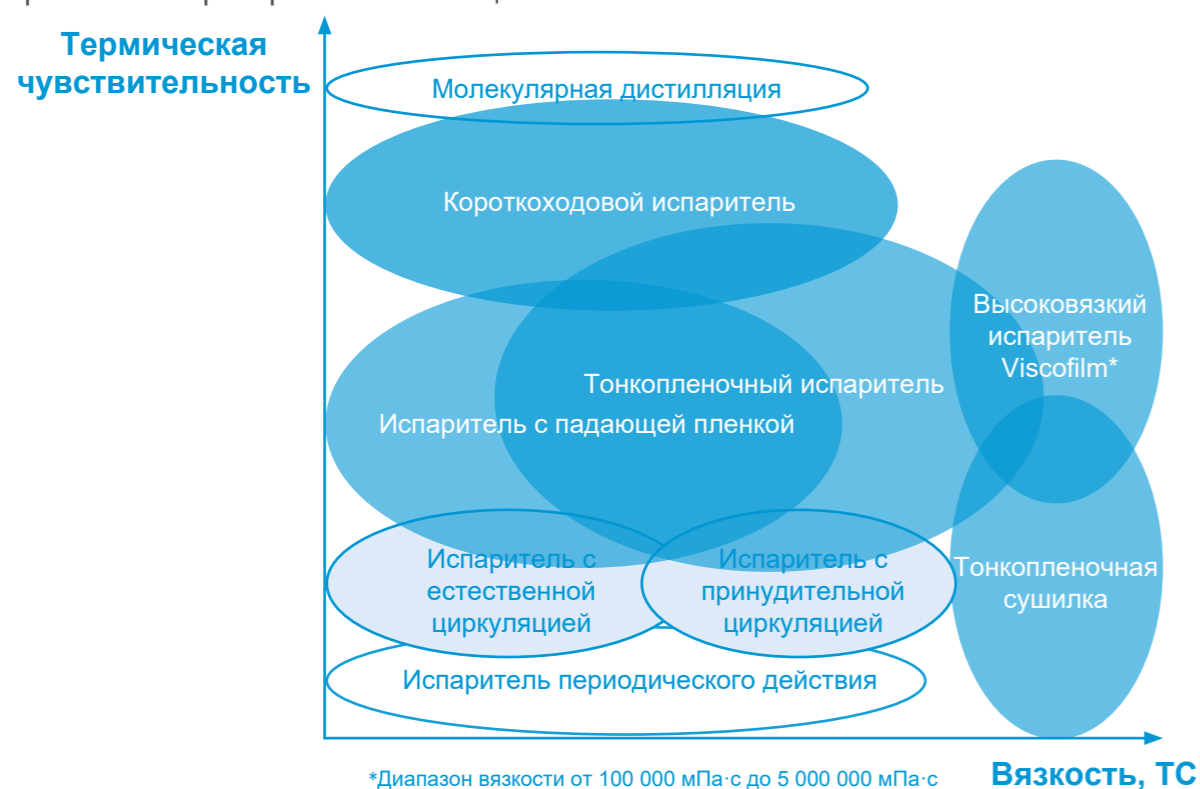 Термическая
чувствительность
Молекулярная дистилляция
Короткоходовой испаритель
Высоковязкий
испаритель
Viscofilm*
Тонкопленочный испаритель
Испаритель с падающей пленкой
Испаритель с
естественной
циркуляцией
Испаритель с
принудительной
циркуляцией
Тонкопленочная
сушилка
Испаритель периодического действия
*Диапазон вязкости от 100 000 мПа·с до 5 000 000 мПа·с
Вязкость, ТС